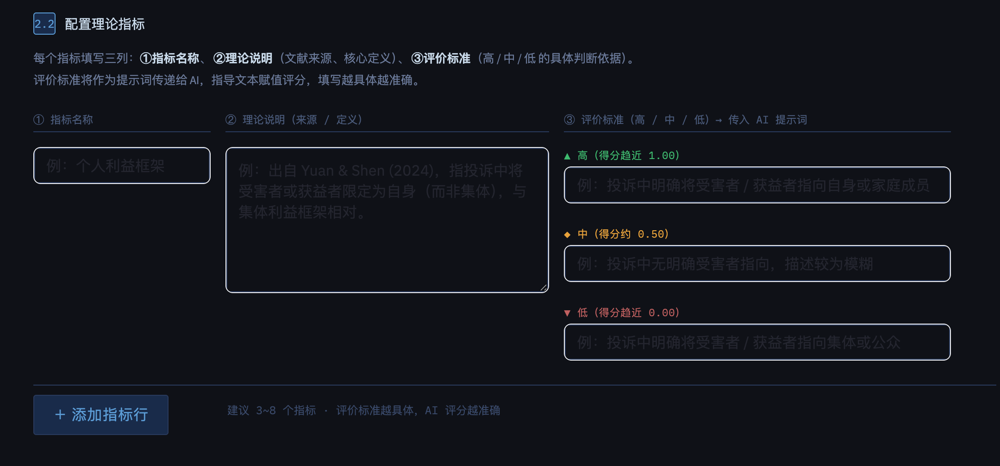 2.2 配置理论指标
每个指标填写三列：①指标名称、②理论说明（文献来源、核心定义）、③评价标准（高 / 中 / 低 的具体判断依据）。
评价标准将作为提示词传递给 AI，指导文本赋值评分，填写越具体越准确。
① 指标名称
② 理论说明（来源 / 定义）
③ 评价标准（高 / 中 / 低）→ 传入 AI 提示词
例：个人利益框架
例：出自 Yuan & Shen (2024)，指投诉中将
受害者或获益者限定为自身（而非集体），与
集体利益框架相对。
▲ 高（得分趋近 1.00）
例：投诉中明确将受害者 / 获益者指向自身或家庭成员
◆ 中（得分约 0.50）
例：投诉中无明确受害者指向，描述较为模糊
▼ 低（得分趋近 0.00）
例：投诉中明确将受害者 / 获益者指向集体或公众
＋ 添加指标行
建议 3~8 个指标 · 评价标准越具体，AI 评分越准确